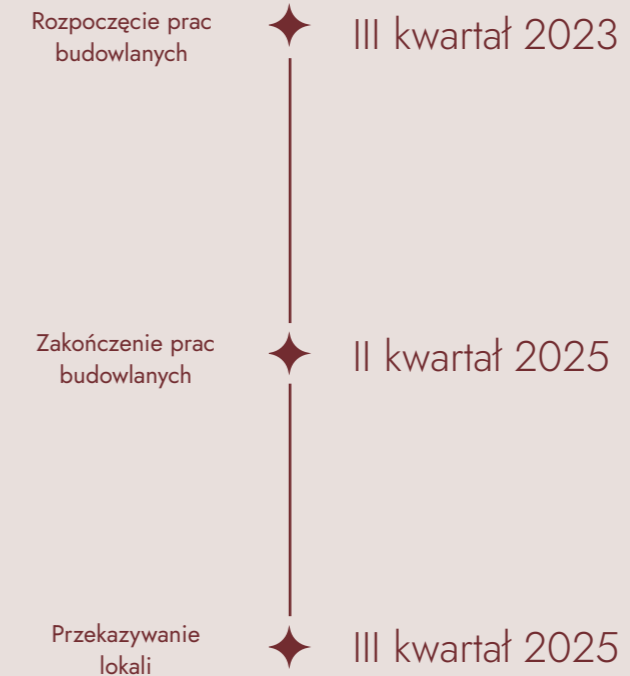 Rozpoczęcie prac
budowlanych
III kwartał 2023
Zakończenie prac
budowlanych
II kwartał 2025
Przekazywanie
lokali
III kwartał 2025